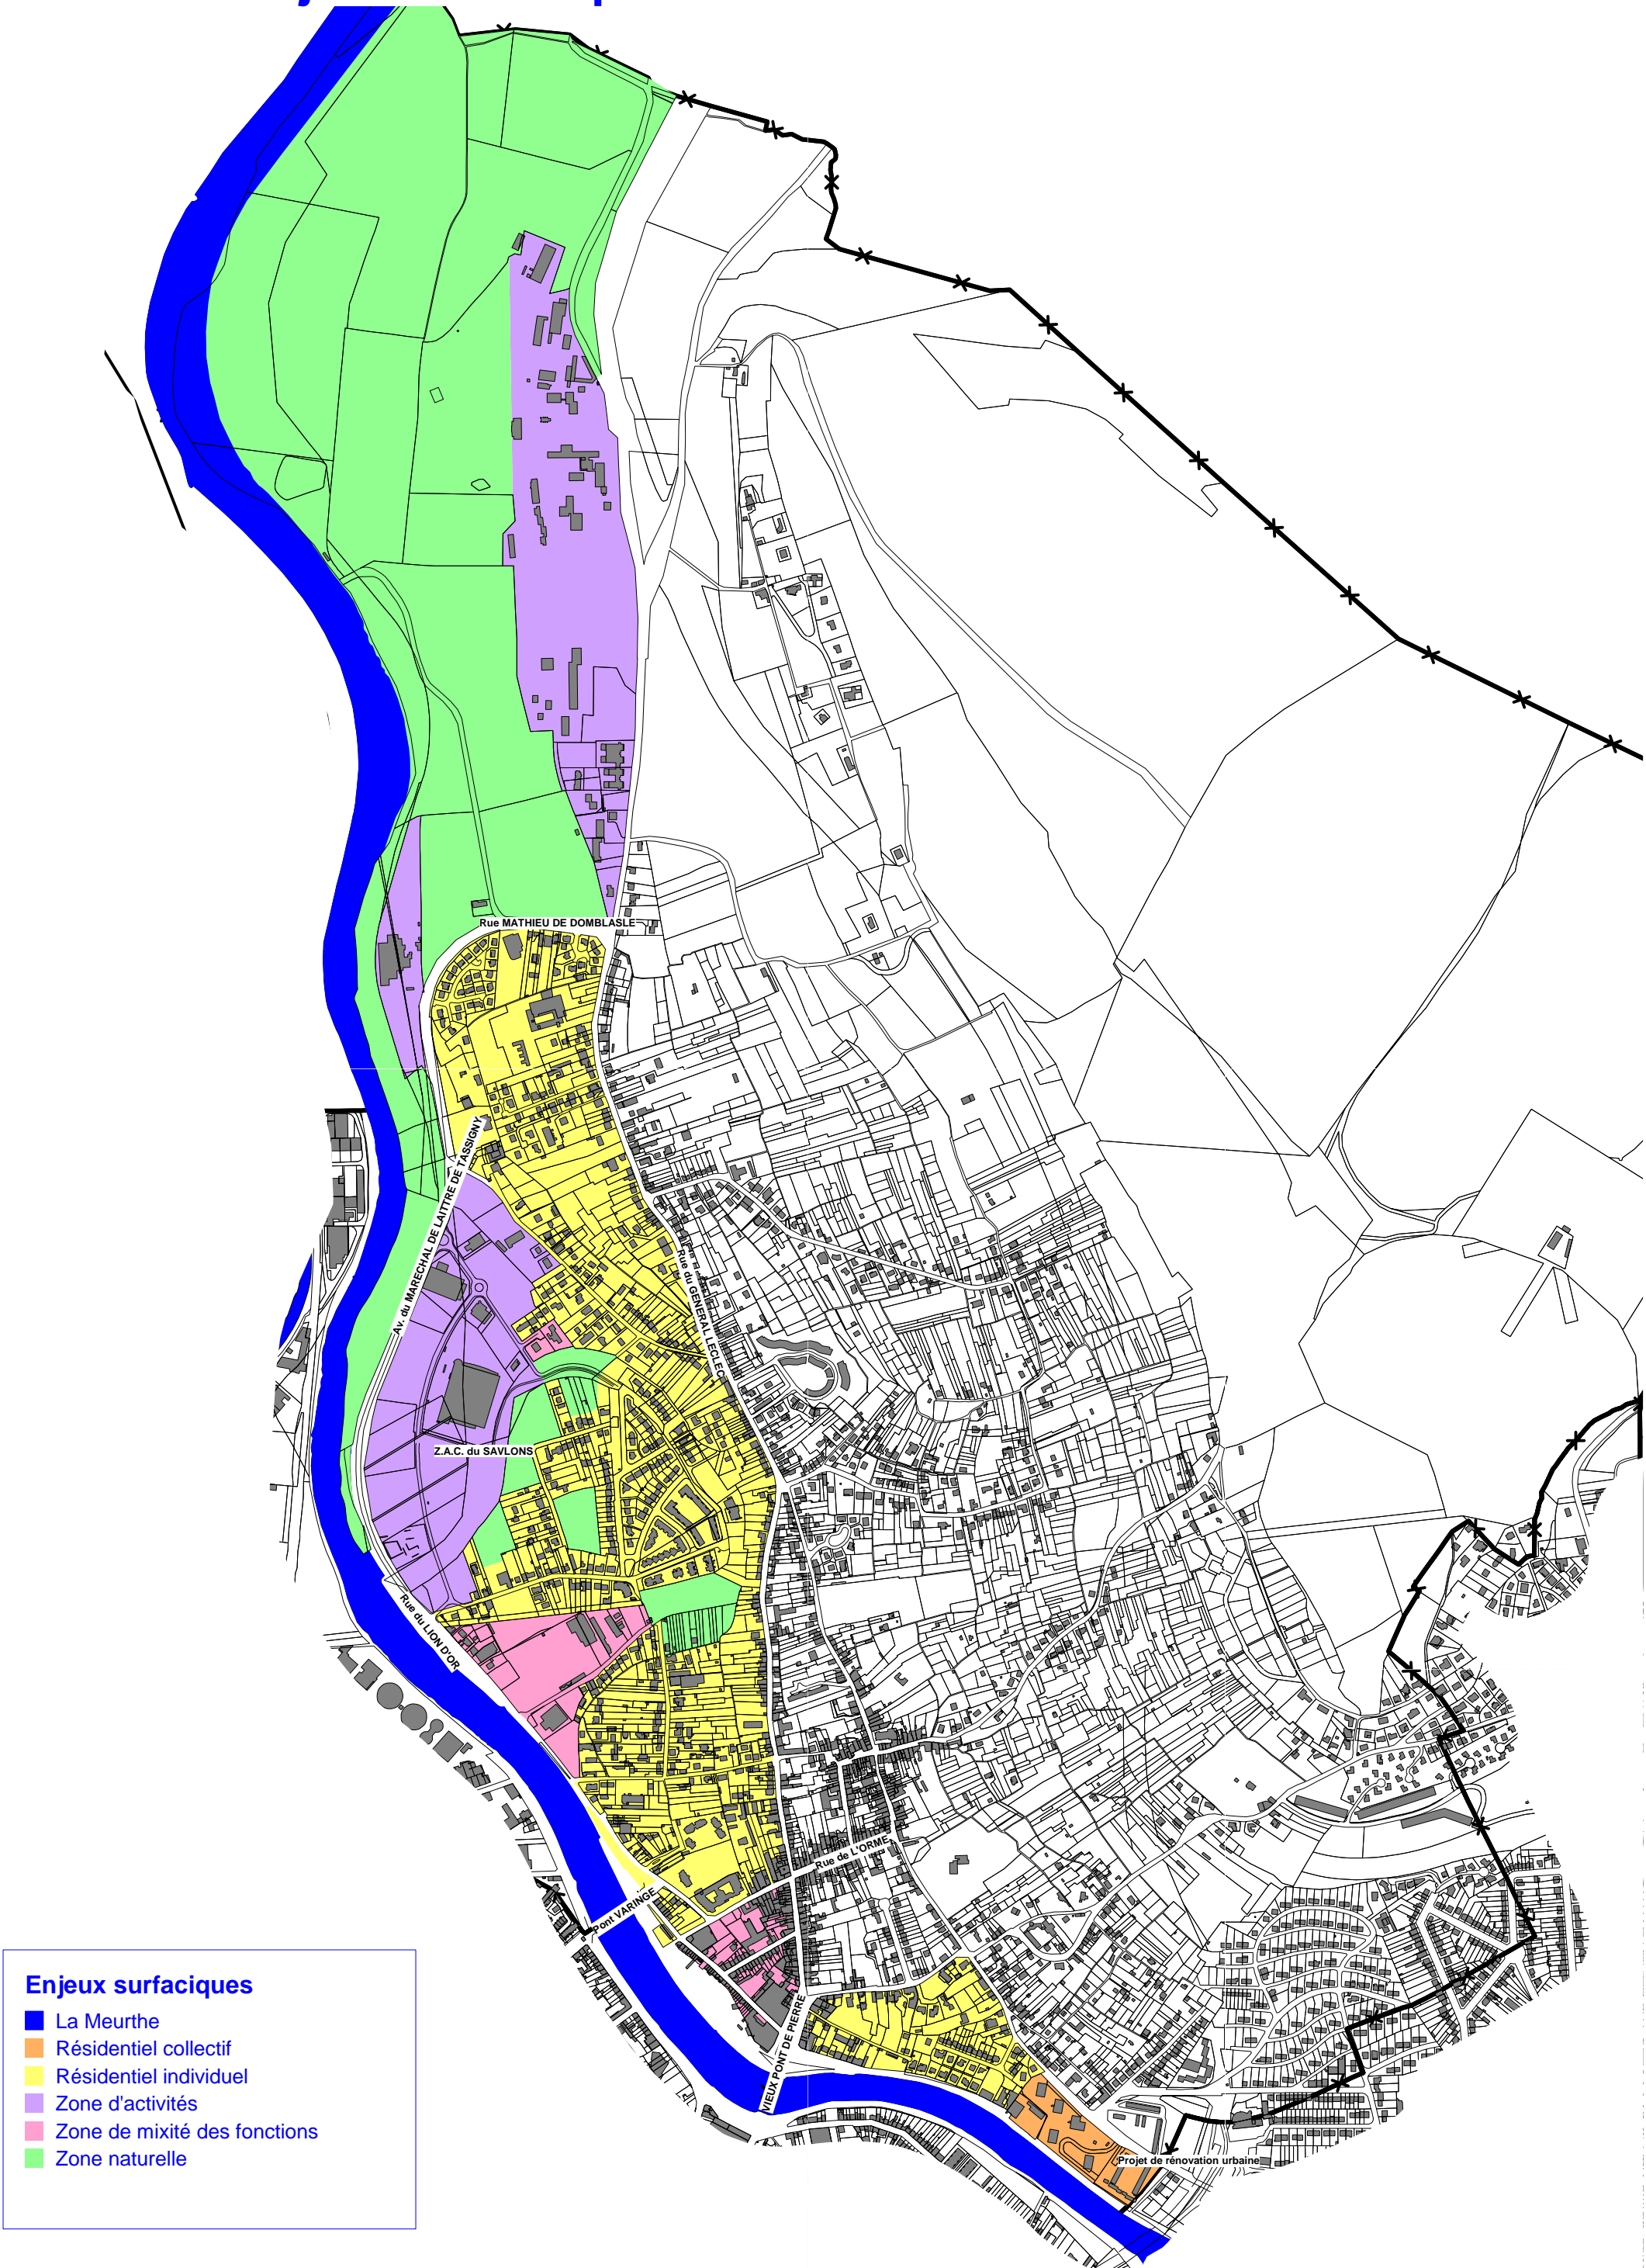 Rue MATHIEU DE DOMBLASLE
Av. du MARECHAL DE LAITTRE DE TASSIGNY
Rue du GENERAL LECLEC
Z.A.C. du SAVLONS
Rue du LION D'OR
Rue de L'ORME
Pont VARINGE
VIEUX PONT DE PIERRE
Projet de rénovation urbaine
Enjeux surfaciques
La Meurthe
Résidentiel collectif
Résidentiel individuel
Zone d'activités
Zone de mixité des fonctions
Zone naturelle